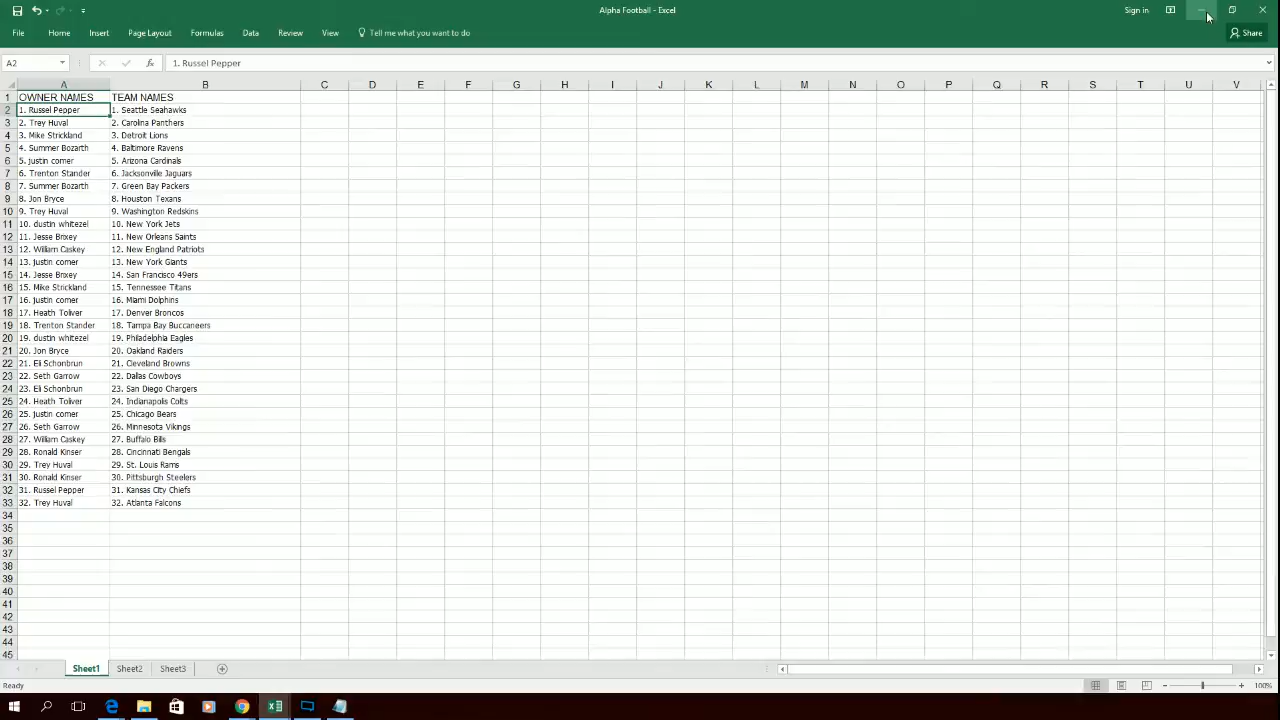 Alpha Football - Excel
Sign in
File Home Insert Page Layout Formulas Data Review View Tell me what you want to do Share
A2 fx 1. Russel Pepper
A B C D E F G H I J K L M N O P Q R S T U V
1 OWNER NAMES TEAM NAMES
2 1. Russel Pepper 1. Seattle Seahawks
3 2. Trey Huval 2. Carolina Panthers
4 3. Mike Strickland 3. Detroit Lions
5 4. Summer Bozarth 4. Baltimore Ravens
6 5. justin comer 5. Arizona Cardinals
7 6. Trenton Stander 6. Jacksonville Jaguars
8 7. Summer Bozarth 7. Green Bay Packers
9 8. Jon Bryce 8. Houston Texans
10 9. Trey Huval 9. Washington Redskins
11 10. dustin whitezel 10. New York Jets
12 11. Jesse Brixey 11. New Orleans Saints
13 12. William Caskey 12. New England Patriots
14 13. justin comer 13. New York Giants
15 14. Jesse Brixey 14. San Francisco 49ers
16 15. Mike Strickland 15. Tennessee Titans
17 16. justin comer 16. Miami Dolphins
18 17. Heath Toliver 17. Denver Broncos
19 18. Trenton Stander 18. Tampa Bay Buccaneers
20 19. dustin whitezel 19. Philadelphia Eagles
21 20. Jon Bryce 20. Oakland Raiders
22 21. Eli Schonbrun 21. Cleveland Browns
23 22. Seth Garrow 22. Dallas Cowboys
24 23. Eli Schonbrun 23. San Diego Chargers
25 24. Heath Toliver 24. Indianapolis Colts
26 25. justin comer 25. Chicago Bears
27 26. Seth Garrow 26. Minnesota Vikings
28 27. William Caskey 27. Buffalo Bills
29 28. Ronald Kinser 28. Cincinnati Bengals
30 29. Trey Huval 29. St. Louis Rams
31 30. Ronald Kinser 30. Pittsburgh Steelers
32 31. Russel Pepper 31. Kansas City Chiefs
33 32. Trey Huval 32. Atlanta Falcons
34
35
36
37
38
39
40
41
42
43
44
45
Sheet1 Sheet2 Sheet3
Ready 100%